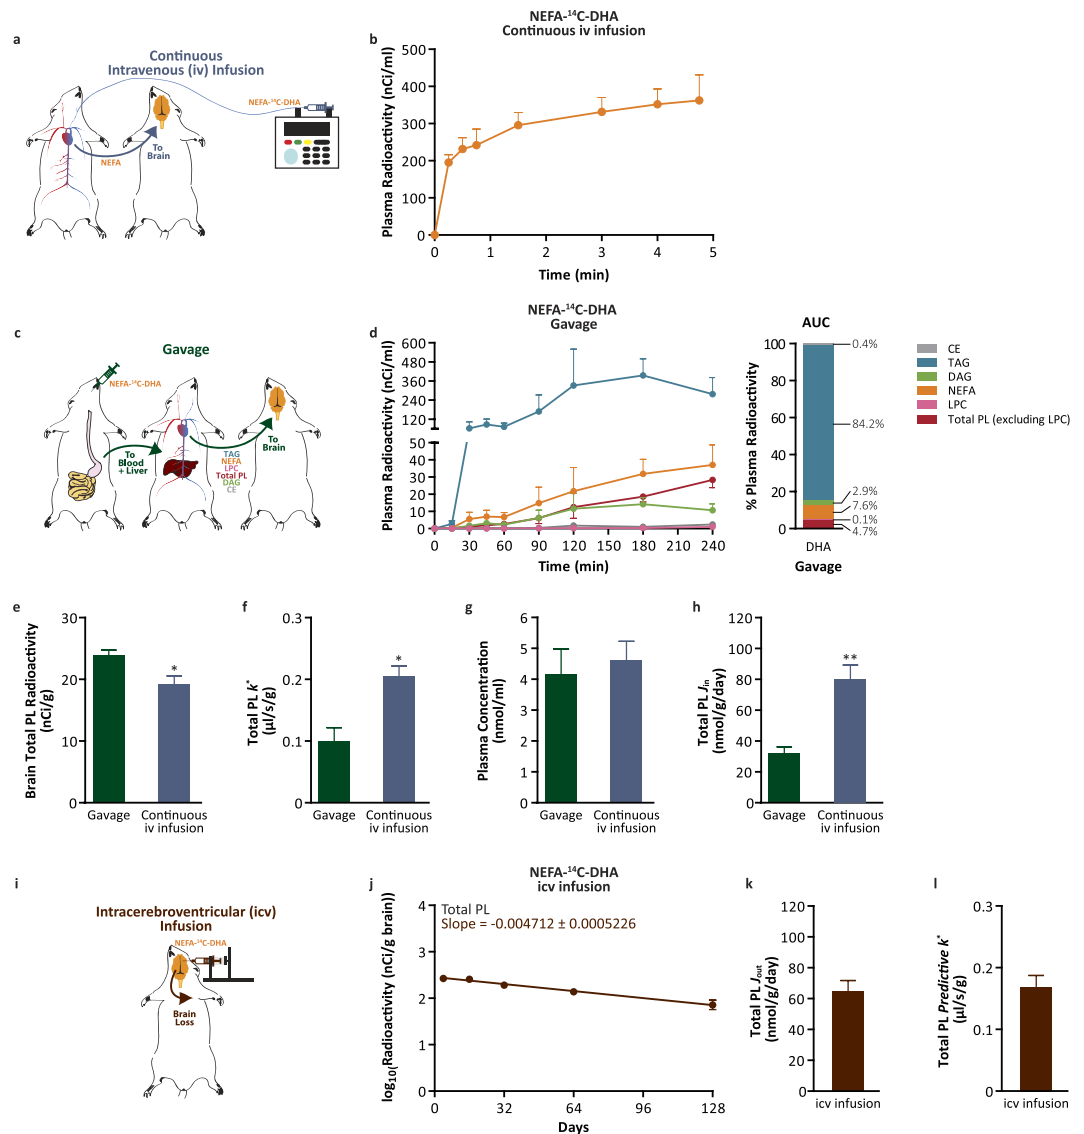 a
Continuous
Intravenous (iv) Infusion
NEFA-¹⁴C-DHA
NEFA
To
Brain
b
NEFA-¹⁴C-DHA
Continuous iv infusion
Plasma Radioactivity (nCi/ml)
500
400
300
200
100
0
0 1 2 3 4 5
Time (min)
c
Gavage
NEFA-¹⁴C-DHA
To
Blood
+ Liver
TAG
NEFA
LPC
Total PL
DAG
CE
To
Brain
d
NEFA-¹⁴C-DHA
Gavage
Plasma Radioactivity (nCi/ml)
600
480
360
240
120
50
40
30
20
10
0
0 15 30 45 60 90 120 150 180 210 240
Time (min)
AUC
% Plasma Radioactivity
100
80
60
40
20
0
0.4%
84.2%
2.9%
7.6%
0.1%
4.7%
DHA
Gavage
CE
TAG
DAG
NEFA
LPC
Total PL (excluding LPC)
e
Brain Total PL Radioactivity
(nCi/g)
30
20
10
0
*
Gavage Continuous
iv infusion
f
Total PL k*
(µl/s/g)
0.3
0.2
0.1
0
*
Gavage Continuous
iv infusion
g
Plasma Concentration
(nmol/ml)
6
5
4
3
2
1
0
Gavage Continuous
iv infusion
h
Total PL Jin
(nmol/g/day)
120
100
80
60
40
20
0
**
Gavage Continuous
iv infusion
i
Intracerebroventricular (icv)
Infusion
NEFA-¹⁴C-DHA
Brain
Loss
j
NEFA-¹⁴C-DHA
icv infusion
log₁₀(Radioactivity (nCi/g brain))
4
3
2
1
0
Total PL
Slope = -0.004712 ± 0.0005226
0 32 64 96 128
Days
k
Total PL Jout
(nmol/g/day)
120
100
80
60
40
20
0
icv infusion
l
Total PL Predictive k*
(µl/s/g)
0.3
0.2
0.1
0
icv infusion